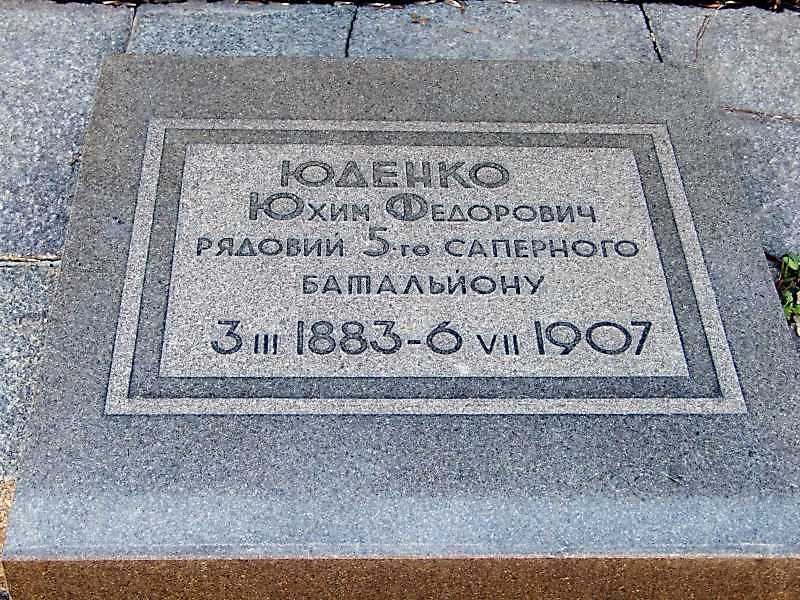 ЮДЕНКО
ЮХИМ ФЕДОРОВИЧ
РЯДОВИЙ 5-го САПЕРНОГО
БАТАЛЬЙОНУ
3 III 1883-6 VII 1907